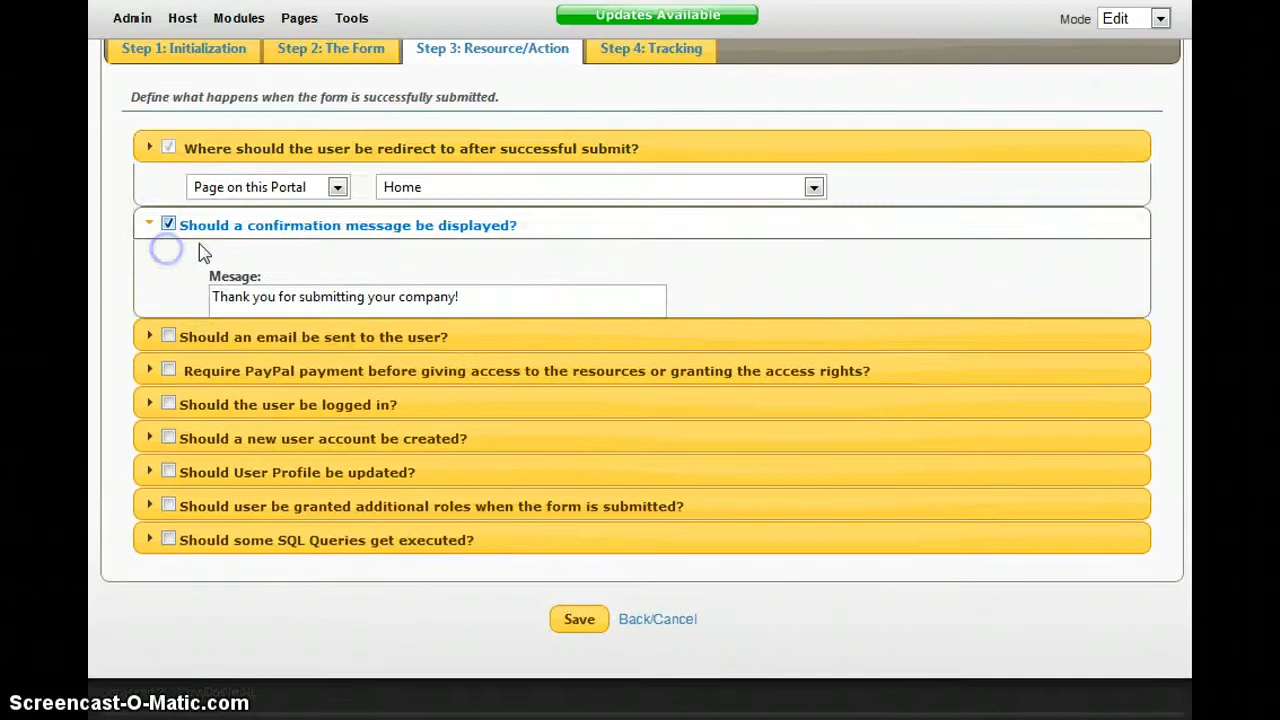 Admin Host Modules Pages Tools Updates Available Mode Edit
Step 1: Initialization Step 2: The Form Step 3: Resource/Action Step 4: Tracking
Define what happens when the form is successfully submitted.
Where should the user be redirect to after successful submit?
Page on this Portal Home
Should a confirmation message be displayed?
Mesage:
Thank you for submitting your company!
Should an email be sent to the user?
Require PayPal payment before giving access to the resources or granting the access rights?
Should the user be logged in?
Should a new user account be created?
Should User Profile be updated?
Should user be granted additional roles when the form is submitted?
Should some SQL Queries get executed?
Save Back/Cancel
Screencast-O-Matic.com